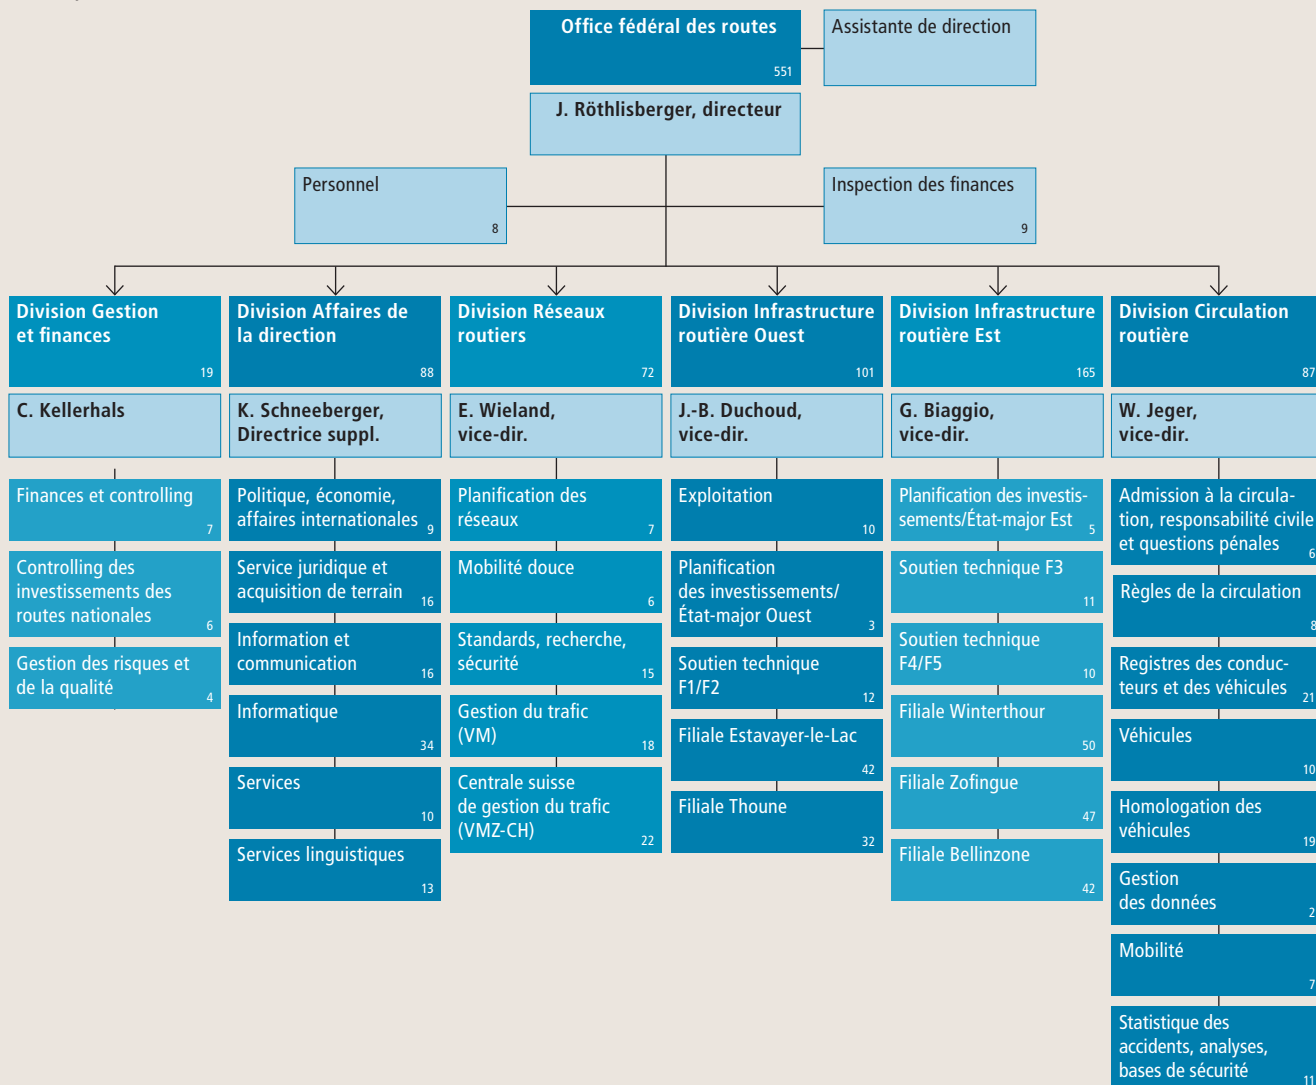 Office fédéral des routes
551
Assistante de direction
J. Röthlisberger, directeur
Personnel
8
Inspection des finances
9
Division Gestion
et finances
19
C. Kellerhals
Finances et controlling
7
Controlling des
investissements des
routes nationales
6
Gestion des risques et
de la qualité
4
Division Affaires de
la direction
88
K. Schneeberger,
Directrice suppl.
Politique, économie,
affaires internationales
9
Service juridique et
acquisition de terrain
16
Information et
communication
16
Informatique
34
Services
10
Services linguistiques
13
Division Réseaux
routiers
72
E. Wieland,
vice-dir.
Planification des
réseaux
7
Mobilité douce
6
Standards, recherche,
sécurité
15
Gestion du trafic
(VM)
18
Centrale suisse
de gestion du trafic
(VMZ-CH)
22
Division Infrastructure
routière Ouest
101
J.-B. Duchoud,
vice-dir.
Exploitation
10
Planification
des investissements/
État-major Ouest
3
Soutien technique
F1/F2
12
Filiale Estavayer-le-Lac
42
Filiale Thoune
32
Division Infrastructure
routière Est
165
G. Biaggio,
vice-dir.
Planification des investis-
sements/État-major Est
5
Soutien technique F3
11
Soutien technique
F4/F5
10
Filiale Winterthour
50
Filiale Zofingue
47
Filiale Bellinzone
42
Division Circulation
routière
87
W. Jeger,
vice-dir.
Admission à la circula-
tion, responsabilité civile
et questions pénales
6
Règles de la circulation
8
Registres des conduc-
teurs et des véhicules
21
Véhicules
10
Homologation des
véhicules
19
Gestion
des données
2
Mobilité
7
Statistique des
accidents, analyses,
bases de sécurité
11